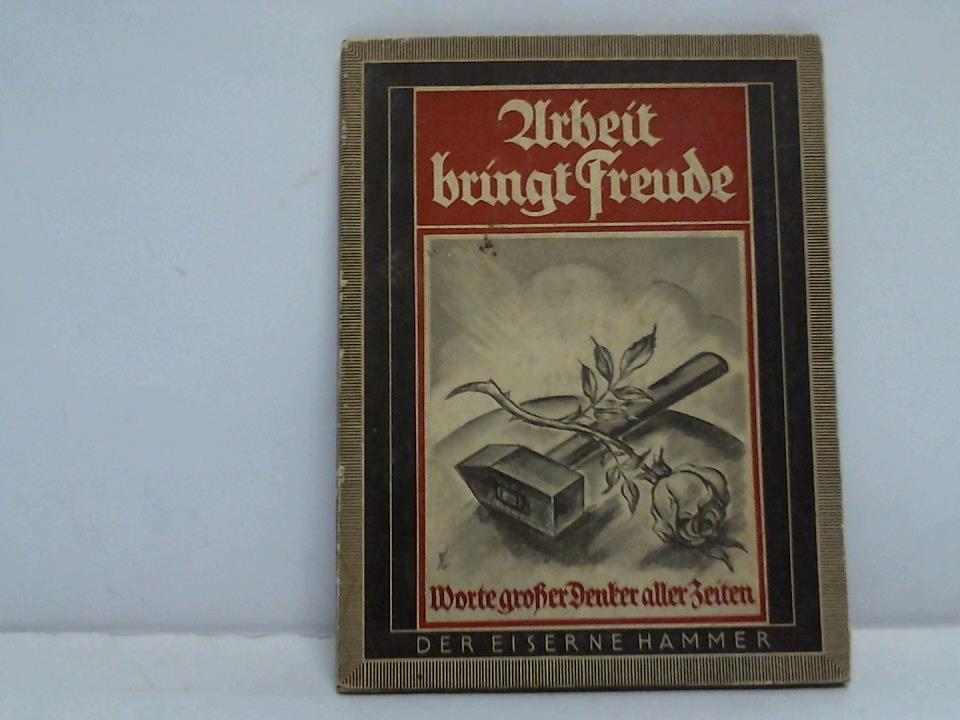 Arbeit
bringt Freude
Worte großer Denker aller Zeiten
DER EISERNE HAMMER